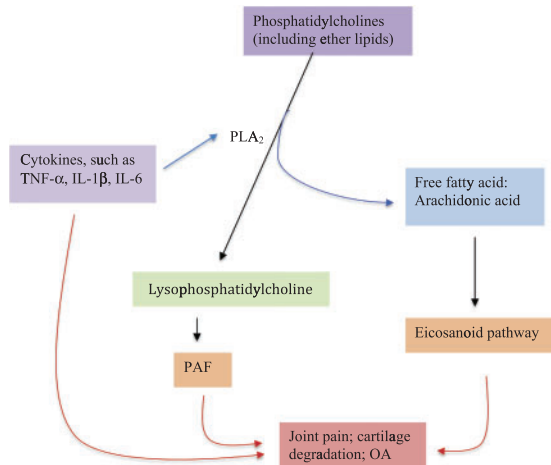 Phosphatidylcholines
(including ether lipids)
PLA₂
Cytokines, such as
TNF-α, IL-1β, IL-6
Free fatty acid:
Arachidonic acid
Lysophosphatidylcholine
Eicosanoid pathway
PAF
Joint pain; cartilage
degradation; OA